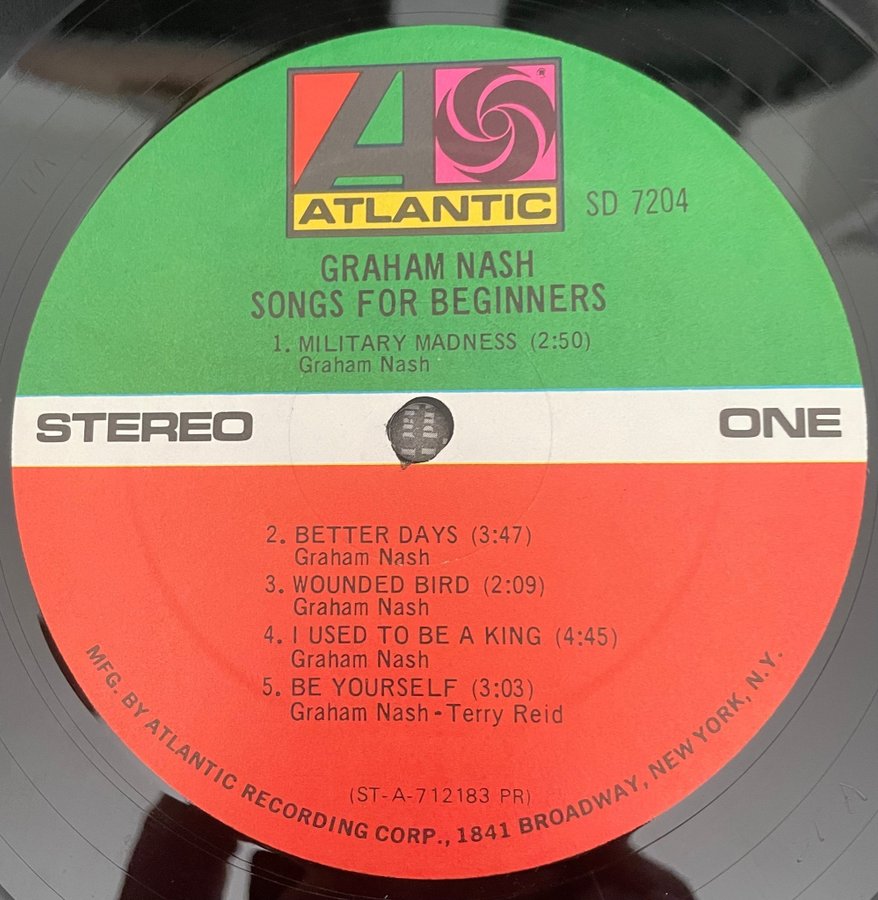 ATLANTIC
SD 7204
GRAHAM NASH
SONGS FOR BEGINNERS
1. MILITARY MADNESS (2:50)
Graham Nash
STEREO
ONE
2. BETTER DAYS (3:47)
Graham Nash
3. WOUNDED BIRD (2:09)
Graham Nash
4. I USED TO BE A KING (4:45)
Graham Nash
5. BE YOURSELF (3:03)
Graham Nash - Terry Reid
(ST-A-712183 PR)
MFG. BY ATLANTIC RECORDING CORP., 1841 BROADWAY, NEW YORK, N.Y.